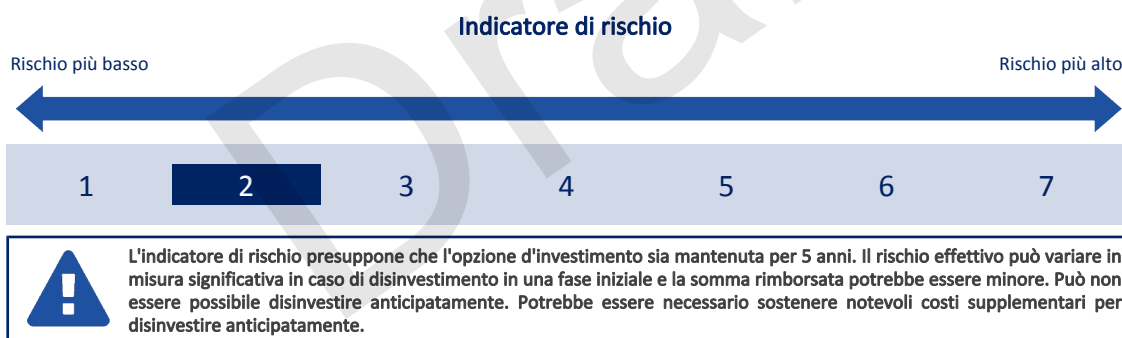 Indicatore di rischio
Rischio più basso
Rischio più alto
1 2 3 4 5 6 7
L'indicatore di rischio presuppone che l'opzione d'investimento sia mantenuta per 5 anni. Il rischio effettivo può variare in
misura significativa in caso di disinvestimento in una fase iniziale e la somma rimborsata potrebbe essere minore. Può non
essere possibile disinvestire anticipatamente. Potrebbe essere necessario sostenere notevoli costi supplementari per
disinvestire anticipatamente.